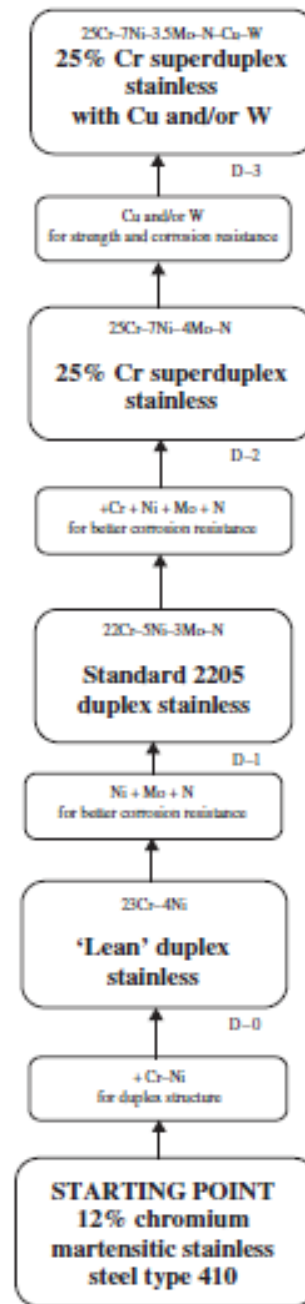 25Cr–7Ni–3.5Mo–N–Cu–W
25% Cr superduplex
stainless
with Cu and/or W
D–3
Cu and/or W
for strength and corrosion resistance
25Cr–7Ni–4Mo–N
25% Cr superduplex
stainless
D–2
+Cr + Ni + Mo + N
for better corrosion resistance
22Cr–5Ni–3Mo–N
Standard 2205
duplex stainless
D–1
Ni + Mo + N
for better corrosion resistance
23Cr–4Ni
‘Lean’ duplex
stainless
D–0
+ Cr–Ni
for duplex structure
STARTING POINT
12% chromium
martensitic stainless
steel type 410